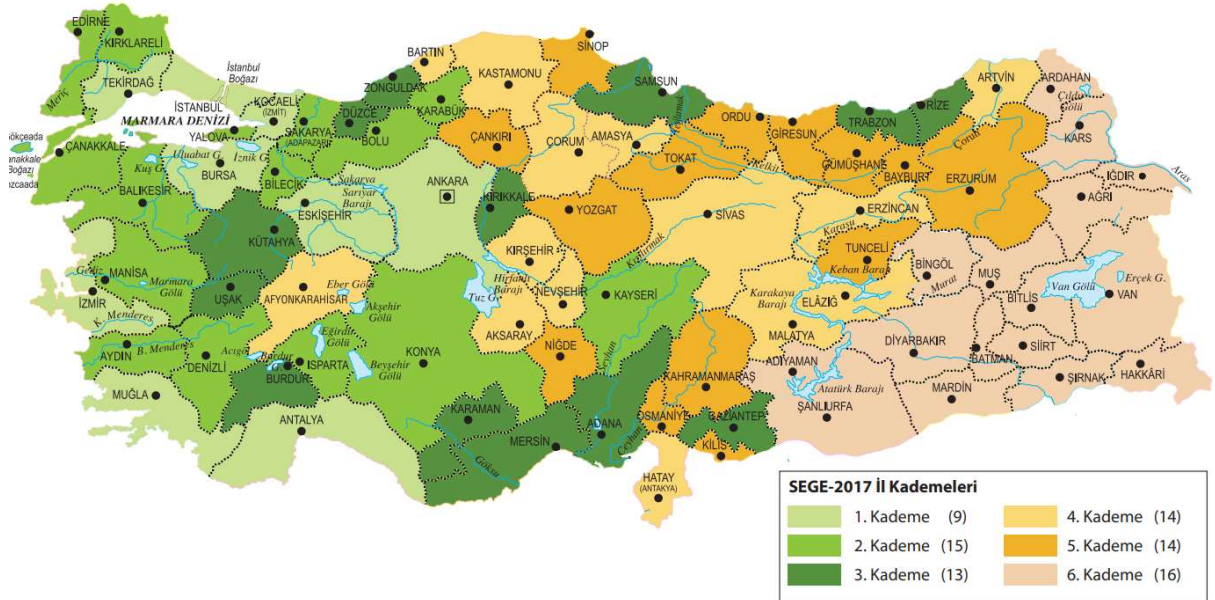 EDİRNE
KIRKLARELİ
TEKİRDAĞ
Meriç
İstanbul
Boğazı
İSTANBUL
MARMARA DENİZİ
KOCAELİ
(İZMİT)
YALOVA
SAKARYA
(ADAPAZARI)
DÜZCE
ZONGULDAK
BARTIN
KARABÜK
BOLU
KASTAMONU
SİNOP
SAMSUN
ÇANKIRI
ÇORUM
AMASYA
TOKAT
ORDU
GİRESUN
Kelkit
TRABZON
RİZE
ARTVİN
ARDAHAN
Çıldır
Gölü
KARS
Çoruh
GÜMÜŞHANE
BAYBURT
ERZURUM
Aras
IĞDIR
AĞRI
Gökçeada
Çanakkale
Boğazı
Bozcaada
ÇANAKKALE
Kuş G.
Uluabat G.
İznik G.
BURSA
BİLECİK
BALIKESİR
Sakarya
Sarıyar
Barajı
ESKİŞEHİR
ANKARA
KIRIKKALE
YOZGAT
Kızılırmak
SİVAS
ERZİNCAN
Karasu
TUNCELİ
Keban Barajı
BİNGÖL
Murat
MUŞ
BİTLİS
Van Gölü
Erçek G.
VAN
KÜTAHYA
UŞAK
MANİSA
Gediz
Marmara
Gölü
İZMİR
K. Menderes
AYDIN
B. Menderes
DENİZLİ
Acıgöl
Burdur
G.
BURDUR
ISPARTA
Eğirdir
Gölü
Beyşehir
Gölü
Eber Gölü
AFYONKARAHİSAR
Akşehir
Gölü
KONYA
Tuz G.
Hirfanlı
Barajı
KIRŞEHİR
NEVŞEHİR
AKSARAY
NİĞDE
KAYSERİ
Seyhan
Karakaya
Barajı
ELÂZIĞ
MALATYA
ADIYAMAN
Atatürk Barajı
DİYARBAKIR
BATMAN
SİİRT
ŞIRNAK
HAKKÂRİ
MARDİN
ŞANLIURFA
MUĞLA
ANTALYA
KARAMAN
Göksu
MERSİN
ADANA
Ceyhan
OSMANİYE
KAHRAMANMARAŞ
GAZİANTEP
KİLİS
HATAY
(ANTAKYA)
SEGE-2017 İl Kademeleri
1. Kademe (9)
2. Kademe (15)
3. Kademe (13)
4. Kademe (14)
5. Kademe (14)
6. Kademe (16)